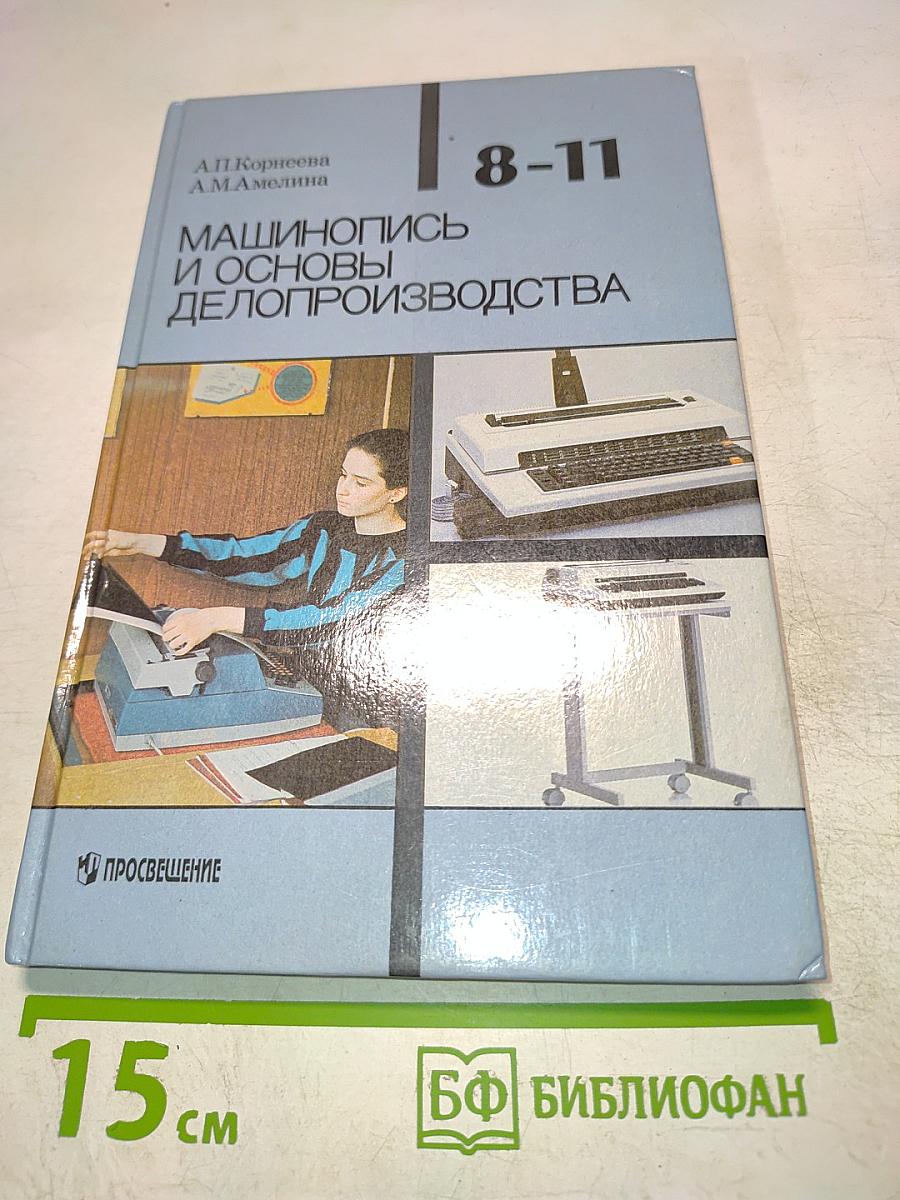 А.П.Корнеева
А.М.Амелина
8-11
МАШИНОПИСЬ
И ОСНОВЫ
ДЕЛОПРОИЗВОДСТВА
ПРОСВЕЩЕНИЕ
15 см
БФ БИБЛИОФАН